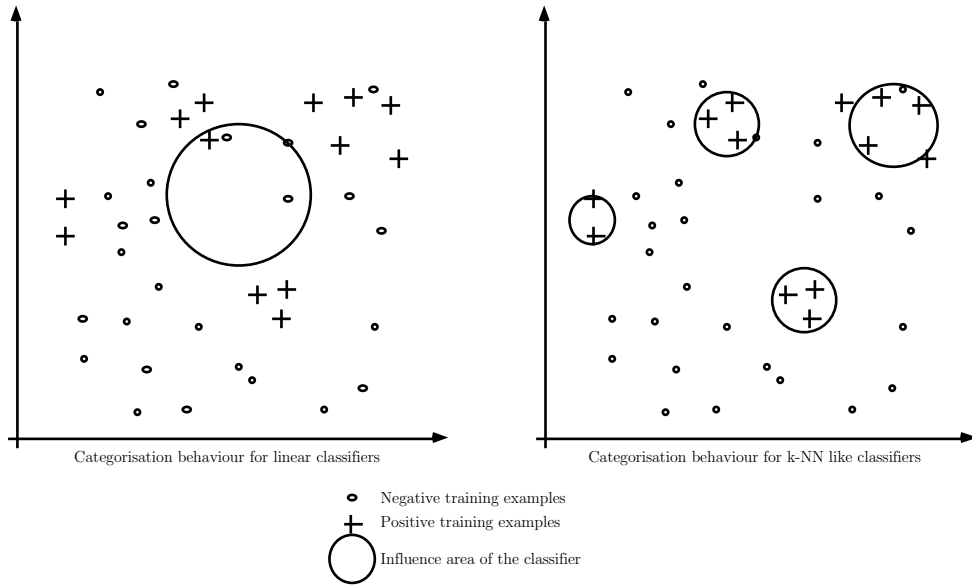 Categorisation behaviour for linear classifiers
Categorisation behaviour for k-NN like classifiers
Negative training examples
Positive training examples
Influence area of the classifier